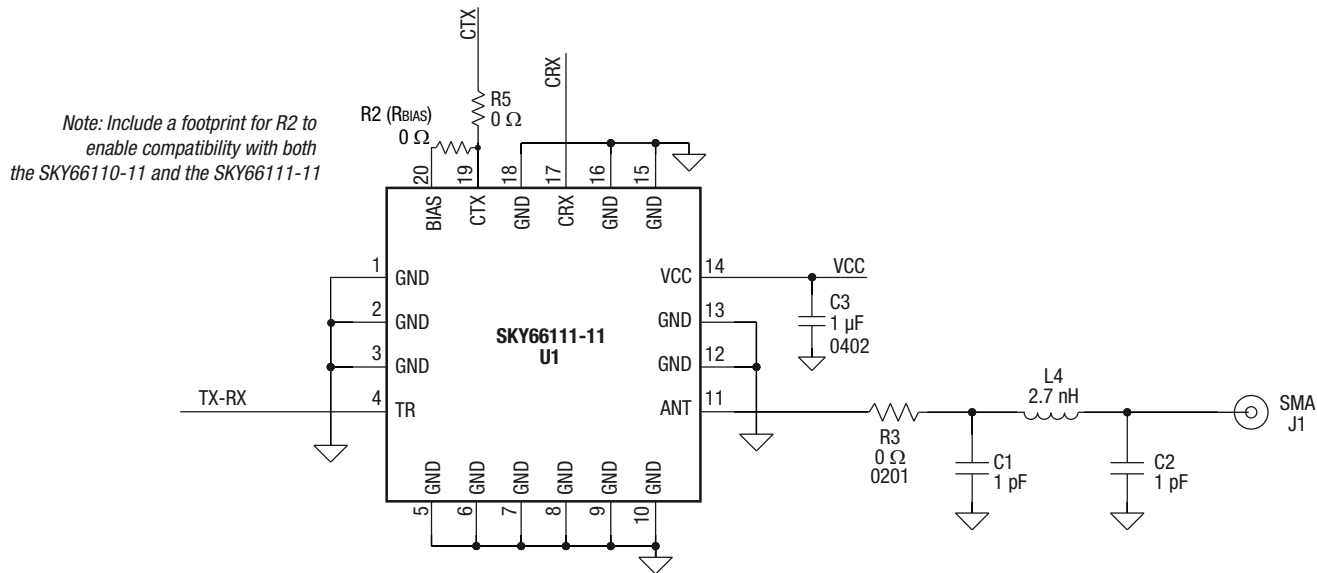 CTX
CRX
Note: Include a footprint for R2 to
enable compatibility with both
the SKY66110-11 and the SKY66111-11
R2 (RBIAS)
0 Ω
R5
0 Ω
20
19
18
17
16
15
BIAS
CTX
GND
CRX
GND
GND
1
GND
2
GND
3
GND
TX-RX
4
TR
SKY66111-11
U1
VCC
14
VCC
GND
13
GND
12
ANT
11
C3
1 µF
0402
R3
0 Ω
0201
L4
2.7 nH
C1
1 pF
C2
1 pF
SMA
J1
GND
GND
GND
GND
GND
GND
5
6
7
8
9
10